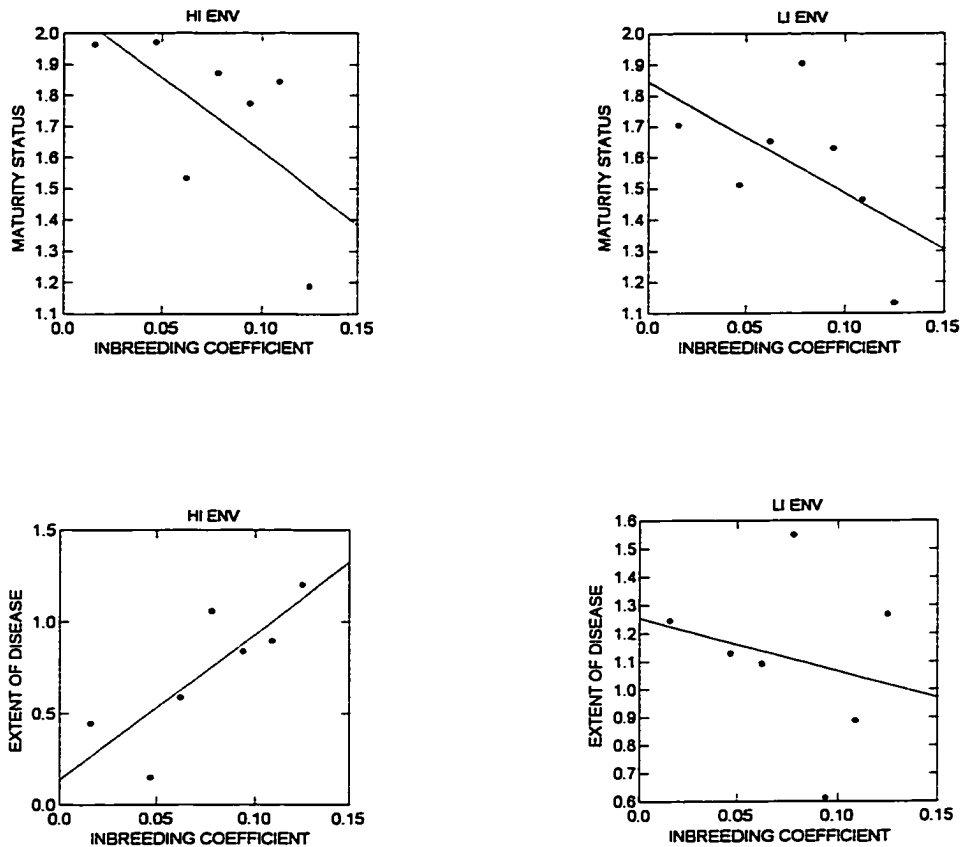 HI ENV
2.0
1.9
1.8
1.7
1.6
1.5
1.4
1.3
1.2
1.1
MATURITY STATUS
0.0 0.05 0.10 0.15
INBREEDING COEFFICIENT
LI ENV
2.0
1.9
1.8
1.7
1.6
1.5
1.4
1.3
1.2
1.1
MATURITY STATUS
0.0 0.05 0.10 0.15
INBREEDING COEFFICIENT
HI ENV
1.5
1.0
0.5
0.0
EXTENT OF DISEASE
0.0 0.05 0.10 0.15
INBREEDING COEFFICIENT
LI ENV
1.6
1.5
1.4
1.3
1.2
1.1
1.0
0.9
0.8
0.7
0.6
EXTENT OF DISEASE
0.0 0.05 0.10 0.15
INBREEDING COEFFICIENT